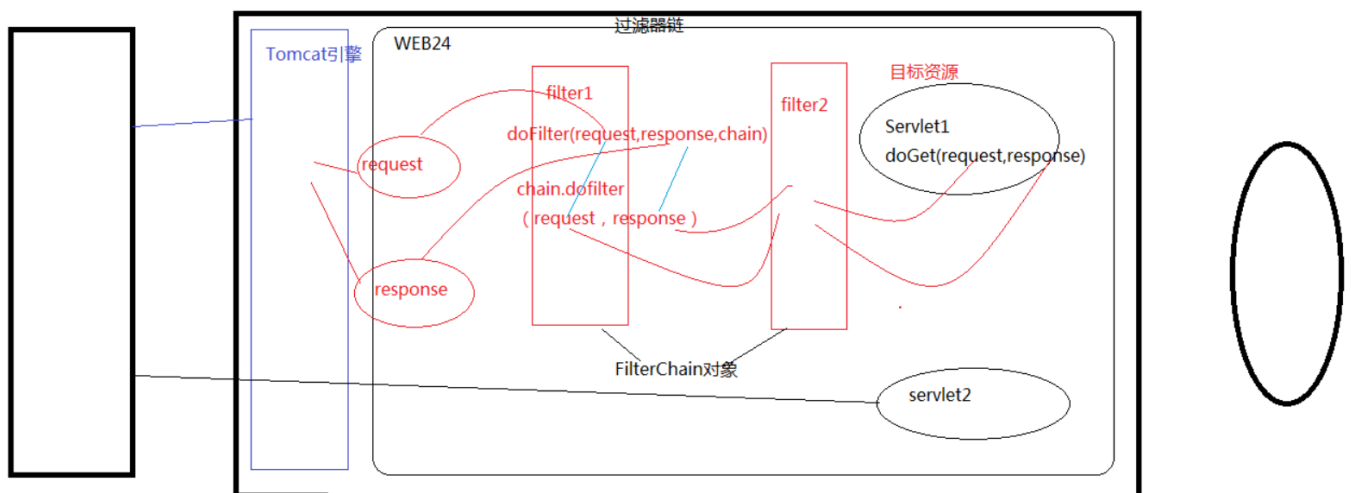 过滤器链
WEB24
Tomcat引擎
目标资源
filter1
filter2
Servlet1
doFilter(request,response,chain)
doGet(request,response)
request
chain.dofilter
（request，response）
response
FilterChain对象
servlet2